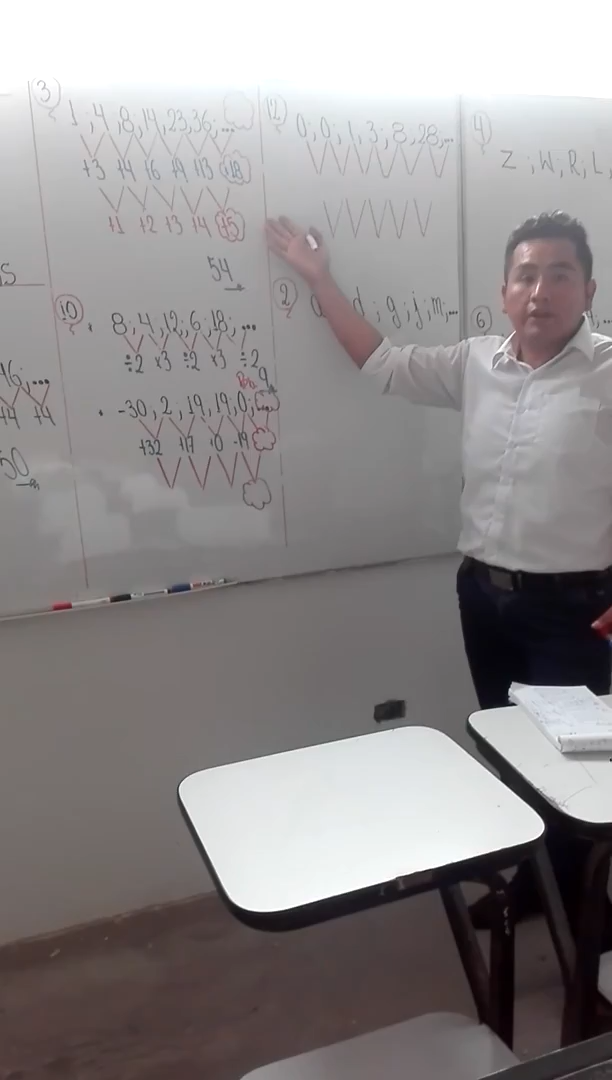 S
46;...
+4 +4
50
3
1;4;8;14;23;36;...
+3 +4 +6 +9 +13 +18
+1 +2 +3 +4 +5
54
10
8;4;12;6;18;...
÷2 ×3 ÷2 ×3 ÷2
9
-30,2;19;19;0;
+32 +17 +0 -19
12
0;0;1;3;8;28;...
2
d;g;j;m;...
4
Z;W;R;L,
6